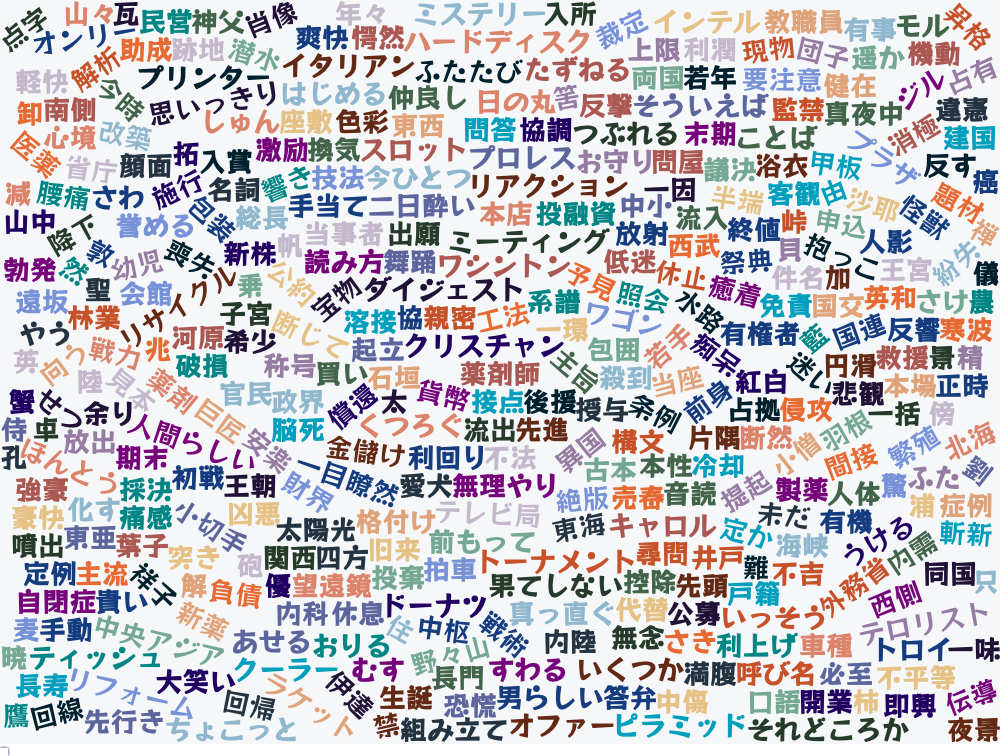 点字 山々 瓦 民営 神父 肖像 年々 ミステリー 入所 裁定 インテル 教職員 有事 モル 昇格
オンリー 助成 跡地 潜水 爽快 愕然 ハードディスク 上限 利潤 現物 団子 遥か 機動
軽快 解析 今時 プリンター イタリアン ふたたび たずねる 両国 若年 要注意 健在 ジル 占有
卸 南側 思いっきり はじめる 仲良し 日の丸 筈 反撃 そういえば 監禁 真夜中 違憲
医薬 心境 改築 しゅん 座敷 色彩 東西 問答 協調 つぶれる 末期 ことば プラザ 消極 建国
省庁 顔面 拓 入賞 激励 換気 スロット プロレス お守り 問屋 議決 浴衣 甲板 反す 癌
減 腰痛 さわ 施行 名詞 響き 技法 今ひとつ リアクション 一因 半端 客観 由 沙耶 怪獣 題材 禅
山中 降下 誉める 包装 総長 手当て 二日酔い 本店 投融資 中小 流入 終値 峠 申込 人影 紛失
勃発 然 敦 幼児 喪失 新株 帆 当事者 出願 ミーティング 放射 西武 祭典 貝 抱っこ 王宮 儀
聖 会館 リサイクル 乗 公約 読み方 舞踊 ワシントン 予見 低迷 休止 癒着 件名 加
遠坂 林業 子宮 宝物 ダイジェスト 系譜 照会 水路 免責 国交 英和 さけ 農
やう 河原 希少 断じて 溶接 協 親密 工法 一環 ワゴン 有権者 藍 国連 反響 寒波
英 向う 戦力 兆 破損 称号 起立 クリスチャン 主旨 包囲 若手 痴呆 迷い 円滑 救援 景 精
陸 見本 薬剤 官民 政界 買い 石垣 薬剤師 殺到 当座 前身 紅白 悲観 本場 正時
蟹 せつ 余り 巨匠 償還 太 貨幣 接点 後援 授与 条例 占拠 侵攻 一括 傍
侍 卓 放出 人間らしい 安楽 脳死 くつろぐ 流出 先進 異国 構文 片隅 断然 小僧 羽根 繁殖 北海
孔 ほんとう 期末 金儲け 利回り 不法 古本 本性 冷却 間接 驚 ふた 劉
強豪 採決 初戦 王朝 財界 一目瞭然 愛犬 無理やり 絶版 売春 音読 提起 製薬 人体 浦 症例
豪快 化す 痛感 小切手 凶悪 太陽光 格付け テレビ局 東海 キャロル 定か 未だ 有機 斬新
噴出 東亜 葉子 突き 砲 関西 四方 旧来 前もって トーナメント 尋問 井戸 海峡 うける 内需
定例 主流 祥子 解 負債 優 望遠鏡 投棄 拍車 果てしない 控除 先頭 難 不吉 外務省 同国 只
自閉症 貴い 新薬 内科 休息 ドーナツ 真っ直ぐ 代替 公募 戸籍 いっそう 西側 テロリスト
麦 手動 中央アジア あせる おりる 住 中枢 戦術 内陸 無念 さき 利上げ 車種 トロイ 一味
暁 ティッシュ クーラー むす 野々山 長門 すわる いくつか 満腹 呼び名 必至 不平等
長寿 リフォーム 大笑い ラケット 伊達 生誕 恐慌 男らしい 答弁 中傷 口語 開業 柿 即興 伝導
鷹 回線 先行き ちょこっと 回帰 禁 組み立て オファー ピラミッド それどころか 夜景